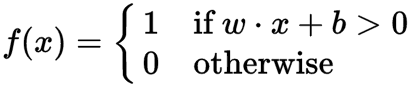 f(x) = { 1 if w · x + b > 0
0 otherwise